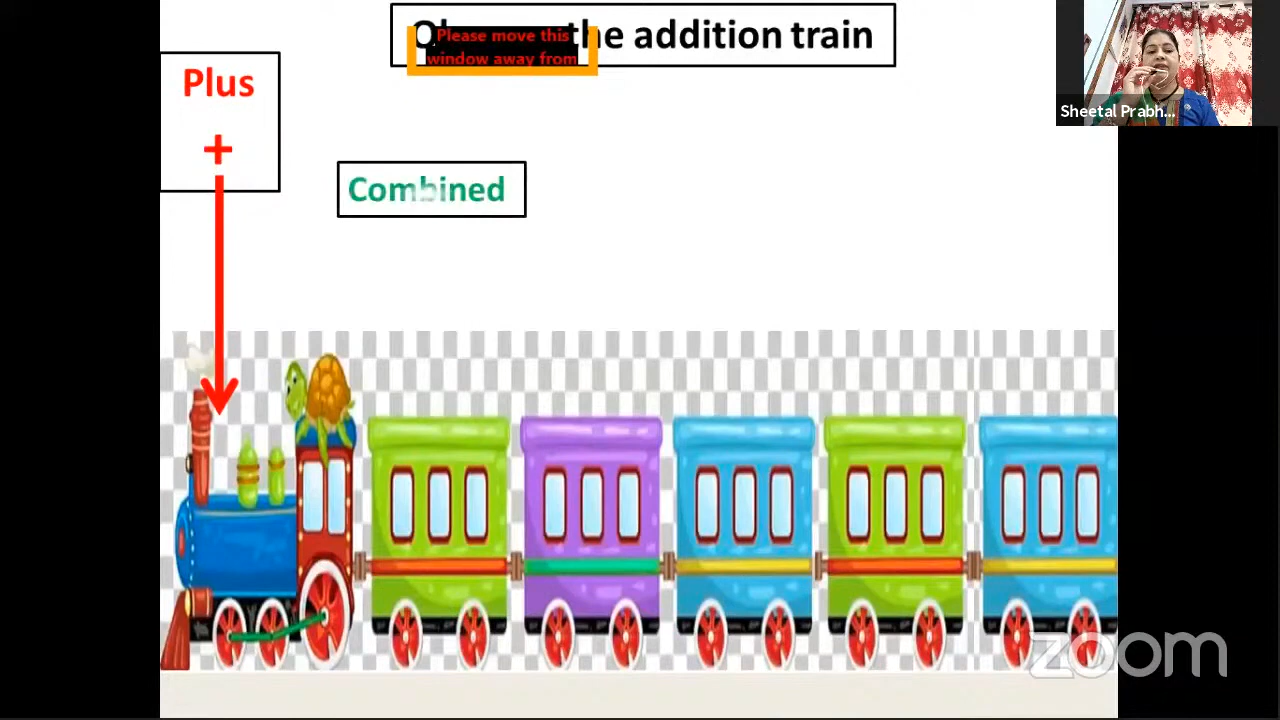 the addition train
Please move this
window away from
Plus
+
Combined
Sheetal Prabh...
zoom